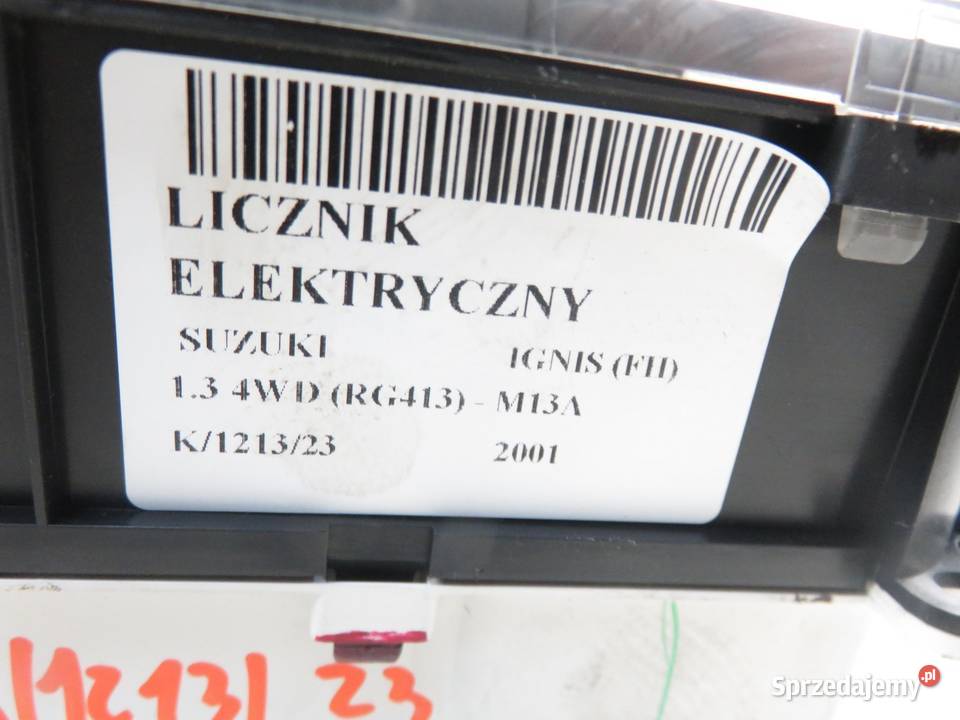 LICZNIK
ELEKTRYCZNY
SUZUKI IGNIS (FH)
1.3 4WD (RG413) - M13A
K/1213/23 2001
/1213/ 23
Sprzedajemy.pl